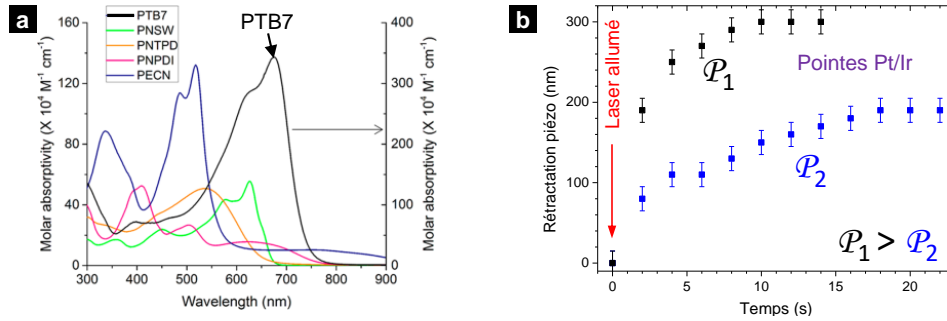 a
PTB7
PTB7
PNSW
PNTPD
PNPDI
PECN
Molar absorptivity (X 10⁴ M⁻¹ cm⁻¹)
160
120
80
40
0
400
300
200
100
0
Molar absorptivity (X 10⁴ M⁻¹ cm⁻¹)
300 400 500 600 700 800 900
Wavelength (nm)
b
Rétractation piézo (nm)
300
200
100
0
Laser allumé
Pointes Pt/Ir
𝒫₁
𝒫₂
𝒫₁ > 𝒫₂
0 5 10 15 20
Temps (s)